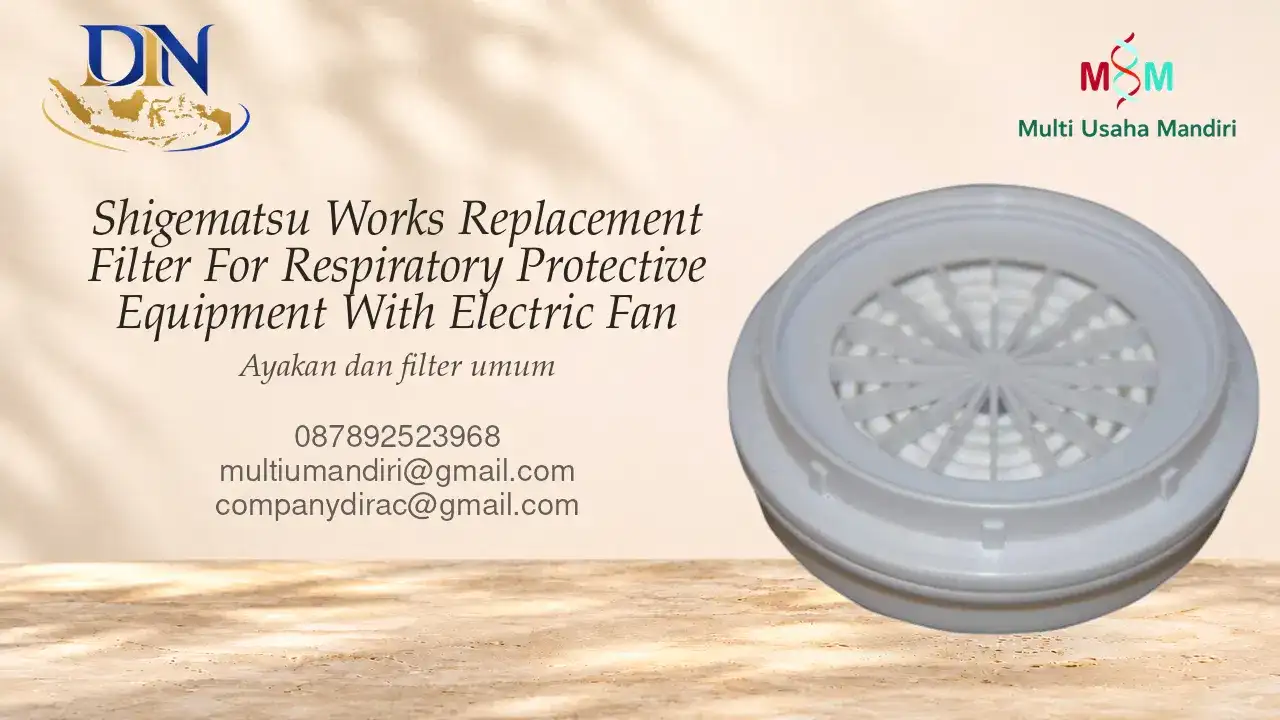 DIN
MSM
Multi Usaha Mandiri
Shigematsu Works Replacement
Filter For Respiratory Protective
Equipment With Electric Fan
Ayakan dan filter umum
087892523968
multiumandiri@gmail.com
companydirac@gmail.com